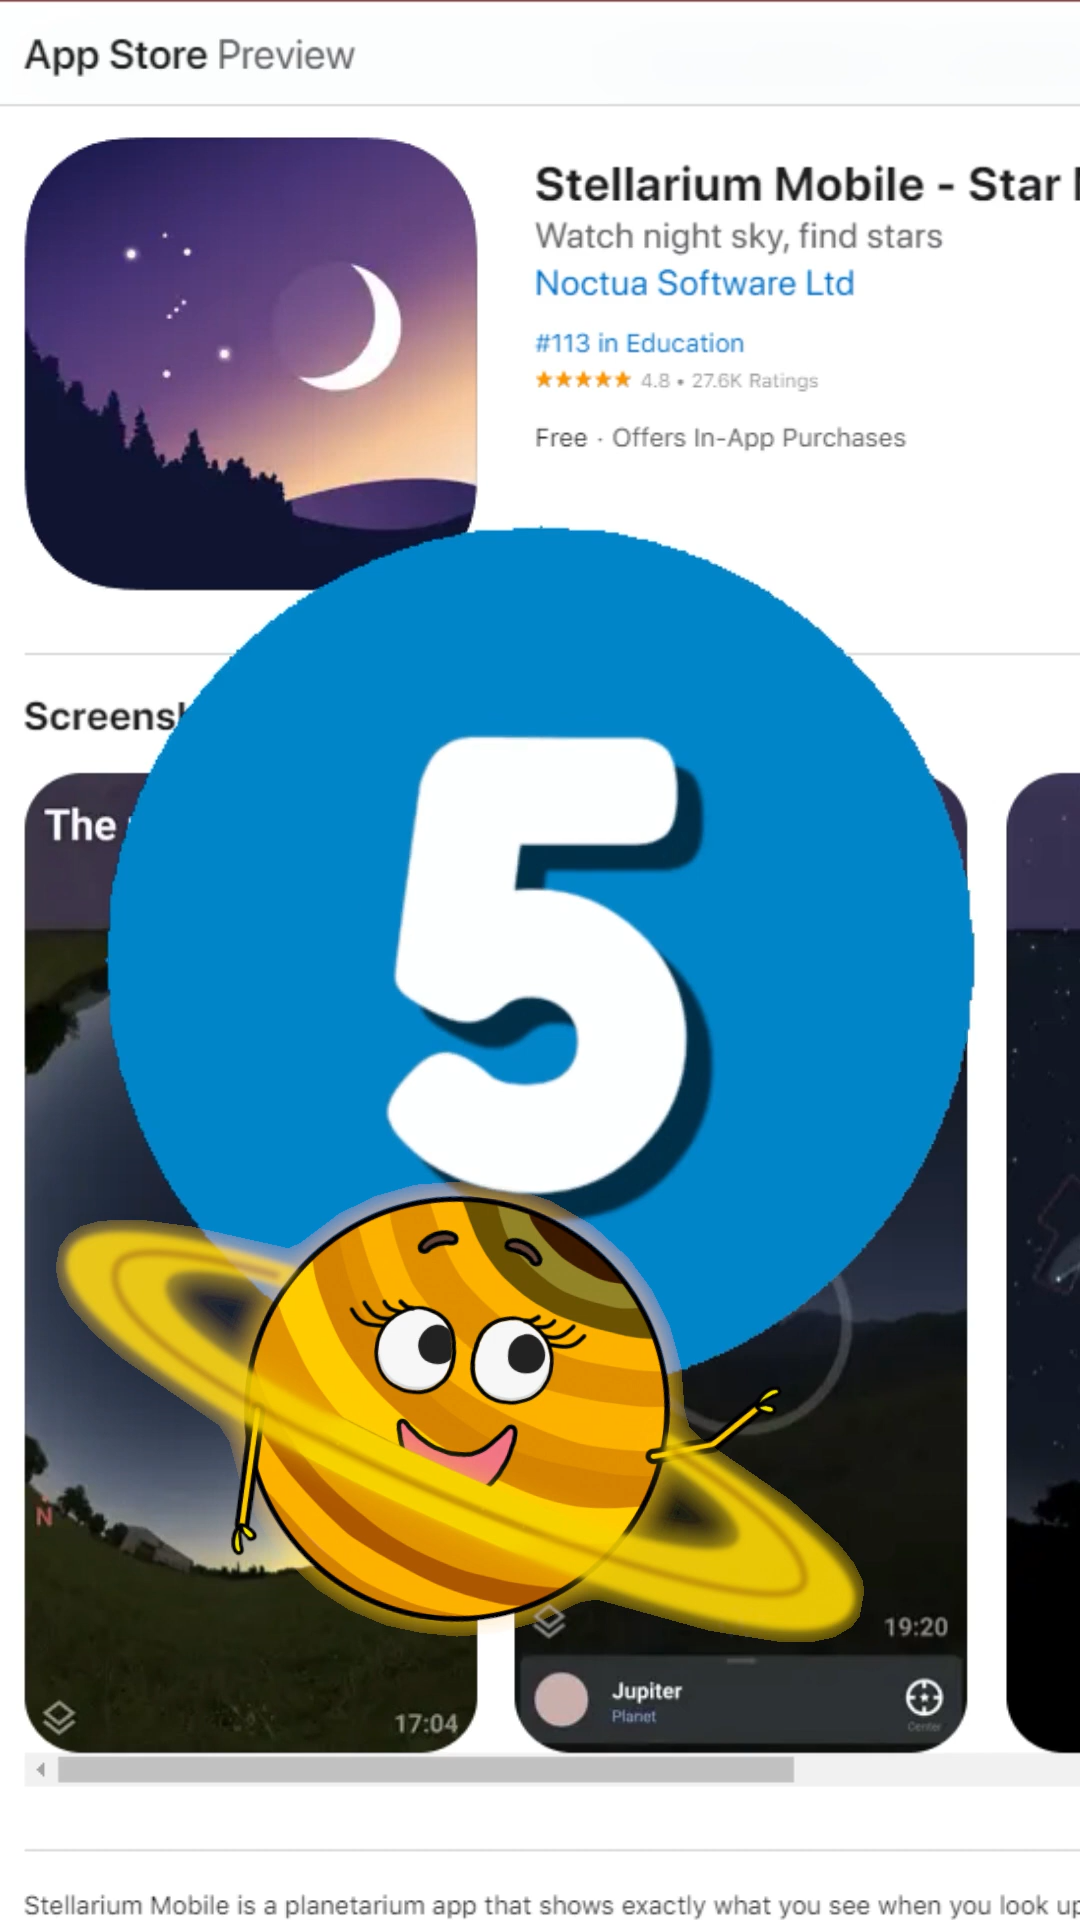 App Store Preview
Stellarium Mobile - Star
Watch night sky, find stars
Noctua Software Ltd
#113 in Education
★★★★★ 4.8 • 27.6K Ratings
Free · Offers In-App Purchases
Screensh
The
5
N
17:04
19:20
Jupiter
Planet
Center
Stellarium Mobile is a planetarium app that shows exactly what you see when you look up